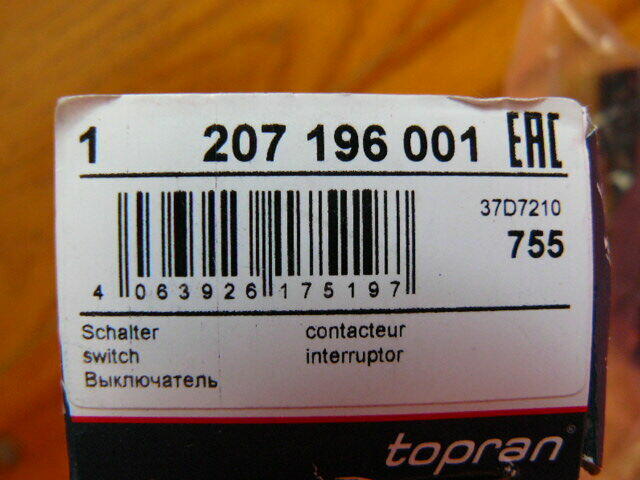 1 207 196 001 EAC
37D7210
755
4 063926 175197
Schalter contacteur
switch interruptor
Выключатель
topran®